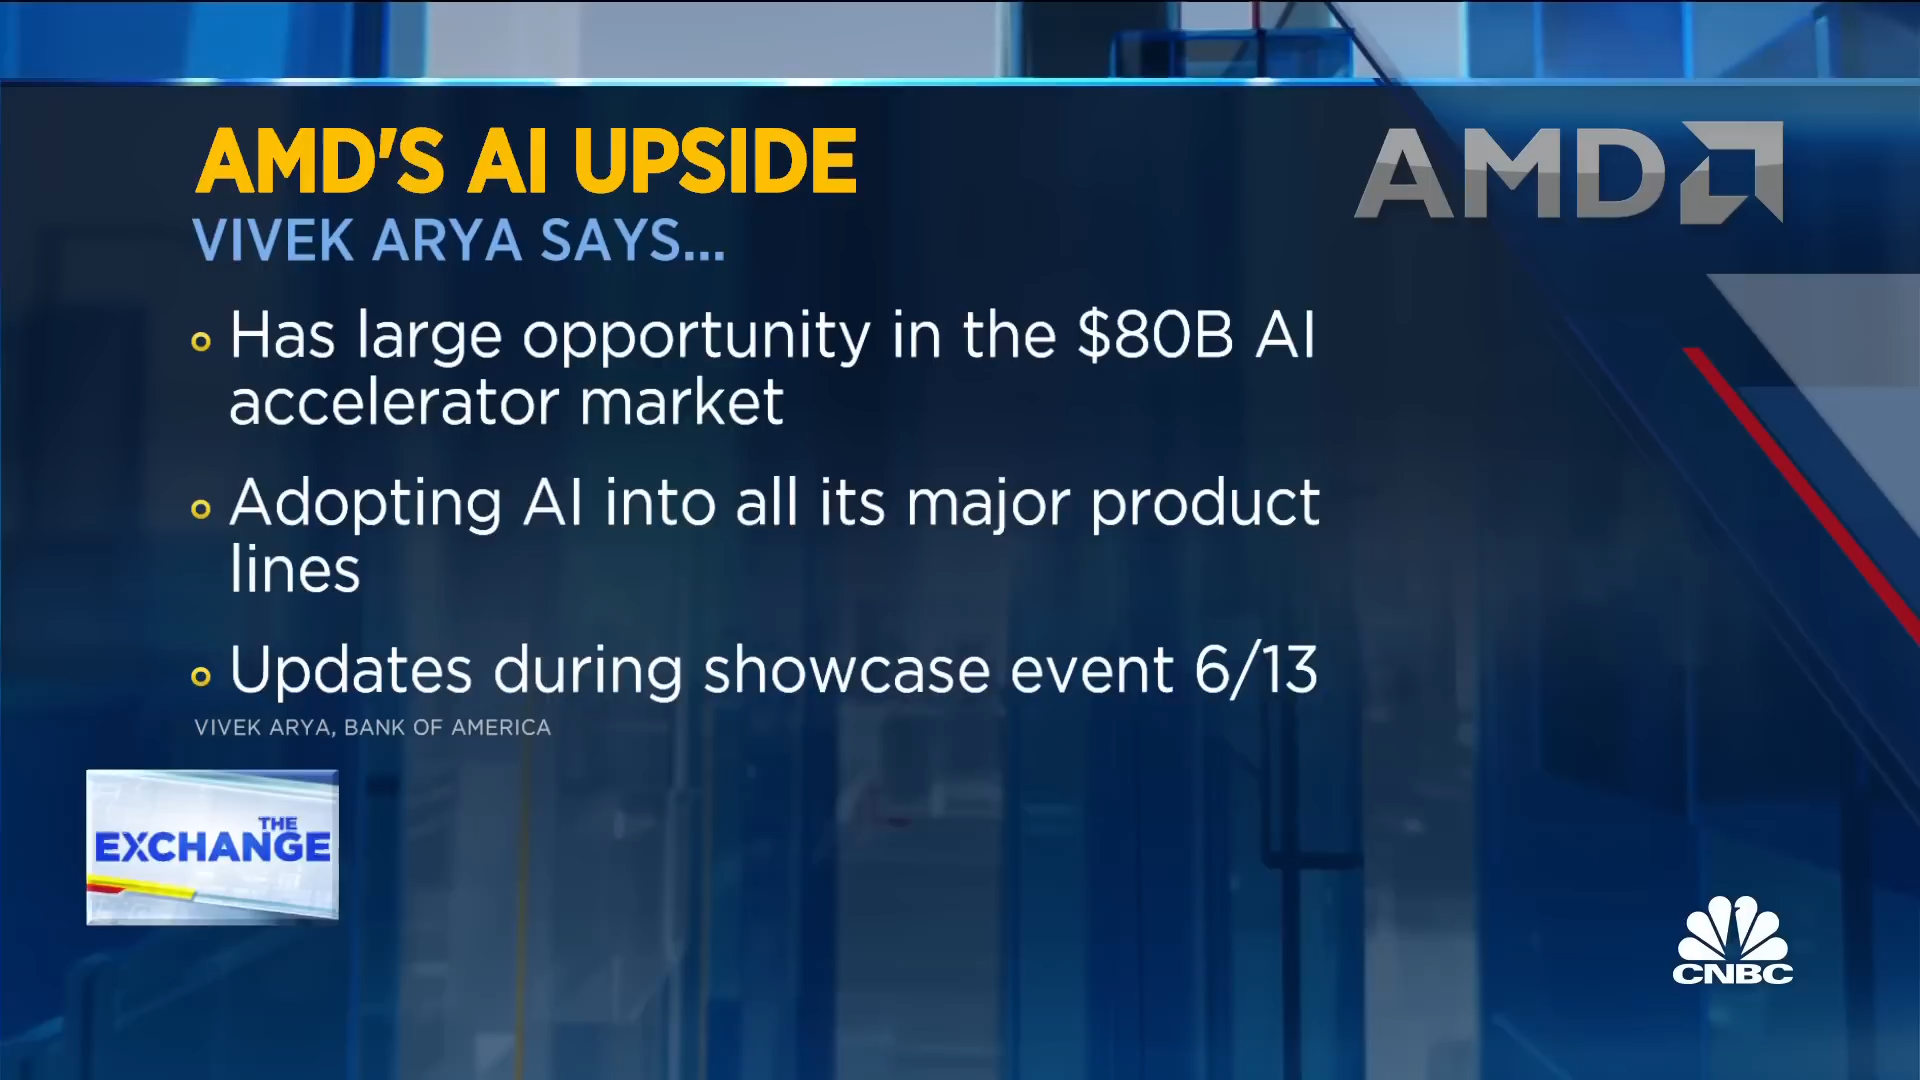 AMD'S AI UPSIDE
AMD
VIVEK ARYA SAYS...
Has large opportunity in the $80B AI
accelerator market
Adopting AI into all its major product
lines
Updates during showcase event 6/13
VIVEK ARYA, BANK OF AMERICA
THE
EXCHANGE
CNBC